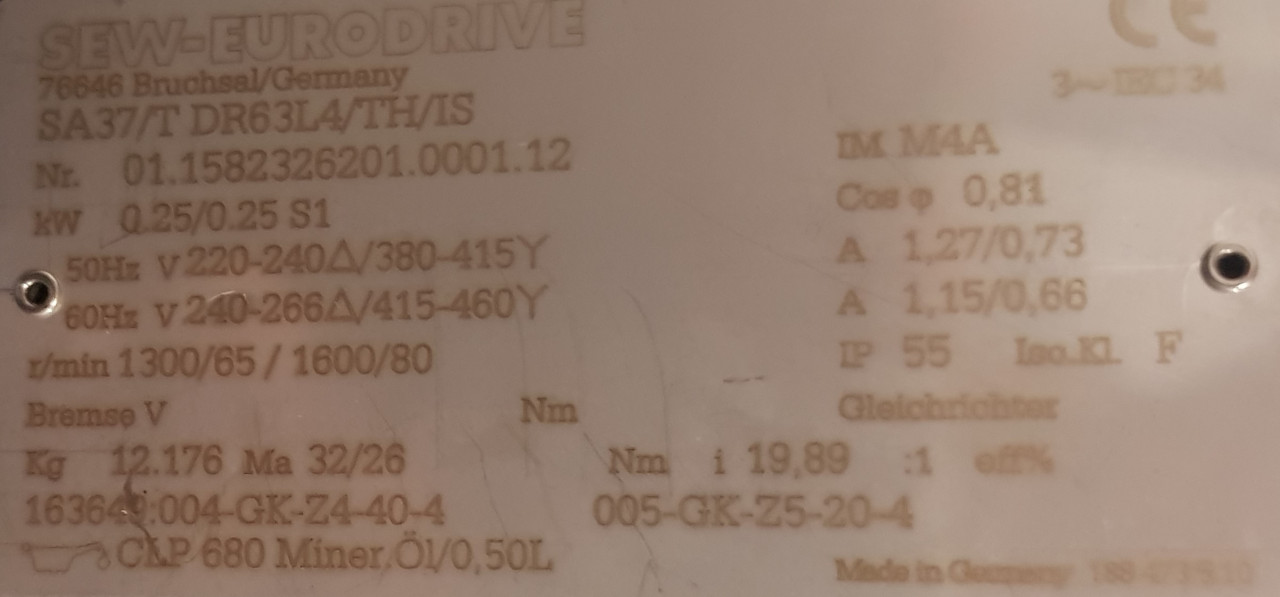 SEW-EURODRIVE
CE
76646 Bruchsal/Germany
3~ IEC 34
SA37/T DR63L4/TH/IS
Nr. 01.1582326201.0001.12
IM M4A
kW 0.25/0.25 S1
Cos φ 0,81
50Hz V 220-240Δ/380-415Y
A 1,27/0,73
60Hz V 240-266Δ/415-460Y
A 1,15/0,66
r/min 1300/65 / 1600/80
IP 55 Iso.Kl. F
Bremse V Nm Gleichrichter
Kg 12.176 Ma 32/26 Nm i 19,89 :1 eff%
163649:004-GK-Z4-40-4 005-GK-Z5-20-4
CLP 680 Miner.Öl/0,50L
Made in Germany